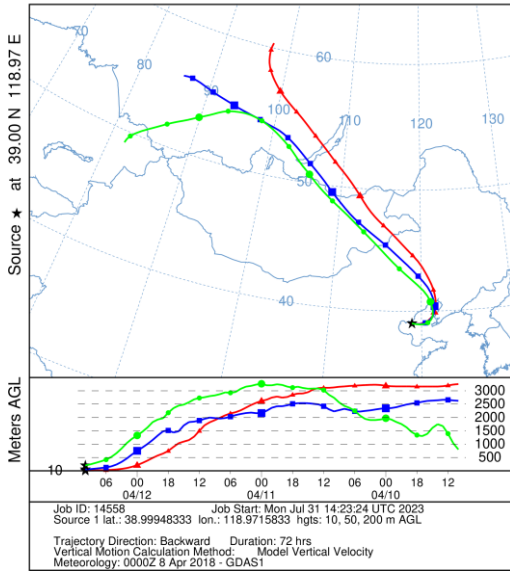 Source ★ at 39.00 N 118.97 E
60
80
90
100
110
120
130
50
40
Meters AGL
10
3000
2500
2000
1500
1000
500
06 00 18 12 06 00 18 12 06 00 18 12
04/12 04/11 04/10
Job ID: 14558 Job Start: Mon Jul 31 14:23:24 UTC 2023
Source 1 lat.: 38.99948333 lon.: 118.9715833 hgts: 10, 50, 200 m AGL
Trajectory Direction: Backward Duration: 72 hrs
Vertical Motion Calculation Method: Model Vertical Velocity
Meteorology: 0000Z 8 Apr 2018 - GDAS1